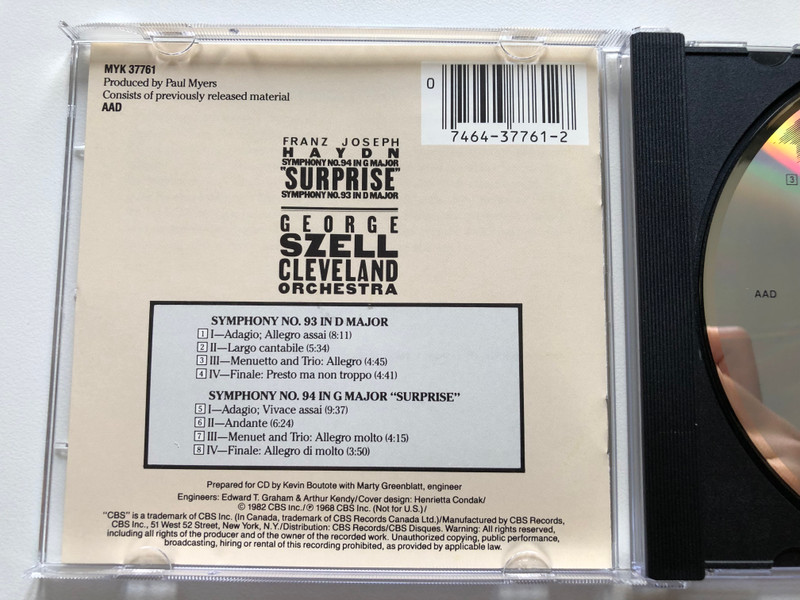 MYK 37761
Produced by Paul Myers
Consists of previously released material
AAD
0
7464-37761-2
FRANZ JOSEPH
HAYDN
SYMPHONY NO. 94 IN G MAJOR
"SURPRISE"
SYMPHONY NO. 93 IN D MAJOR
GEORGE
SZELL
CLEVELAND
ORCHESTRA
SYMPHONY NO. 93 IN D MAJOR
1 I—Adagio; Allegro assai (8:11)
2 II—Largo cantabile (5:34)
3 III—Menuetto and Trio: Allegro (4:45)
4 IV—Finale: Presto ma non troppo (4:41)
SYMPHONY NO. 94 IN G MAJOR "SURPRISE"
5 I—Adagio; Vivace assai (9:37)
6 II—Andante (6:24)
7 III—Menuet and Trio: Allegro molto (4:15)
8 IV—Finale: Allegro di molto (3:50)
Prepared for CD by Kevin Boutote with Marty Greenblatt, engineer
Engineers: Edward T. Graham & Arthur Kendy/Cover design: Henrietta Condak/
© 1982 CBS Inc./℗ 1968 CBS Inc. (Not for U.S.)/
"CBS" is a trademark of CBS Inc. (In Canada, trademark of CBS Records Canada Ltd.)/Manufactured by CBS Records,
CBS Inc., 51 West 52 Street, New York, N.Y./Distribution: CBS Records/CBS Disques. Warning: All rights reserved,
including all rights of the producer and of the owner of the recorded work. Unauthorized copying, public performance,
broadcasting, hiring or rental of this recording prohibited, as provided by applicable law.
3
AAD